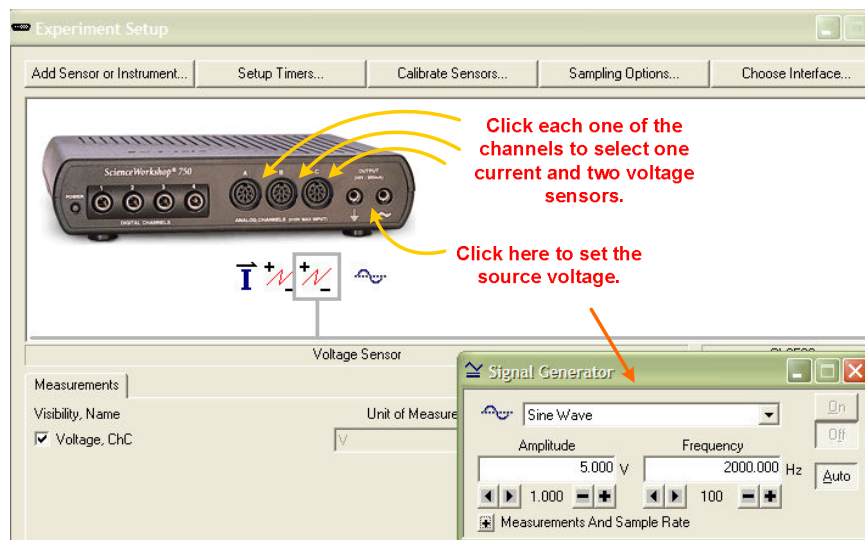 Experiment Setup
Add Sensor or Instrument...
Setup Timers...
Calibrate Sensors...
Sampling Options...
Choose Interface...
Click each one of the
channels to select one
current and two voltage
sensors.
ScienceWorkshop® 750
POWER
1 2 3 4
DIGITAL CHANNELS
A B C
ANALOG CHANNELS (±10V MAX INPUT)
OUTPUT
Click here to set the
source voltage.
I + − + −
Voltage Sensor
Measurements
Visibility, Name
Unit of Measure
Voltage, ChC
V
Signal Generator
Sine Wave
On
Off
Amplitude
Frequency
5.000 V
2000.000 Hz
Auto
1.000
100
Measurements And Sample Rate